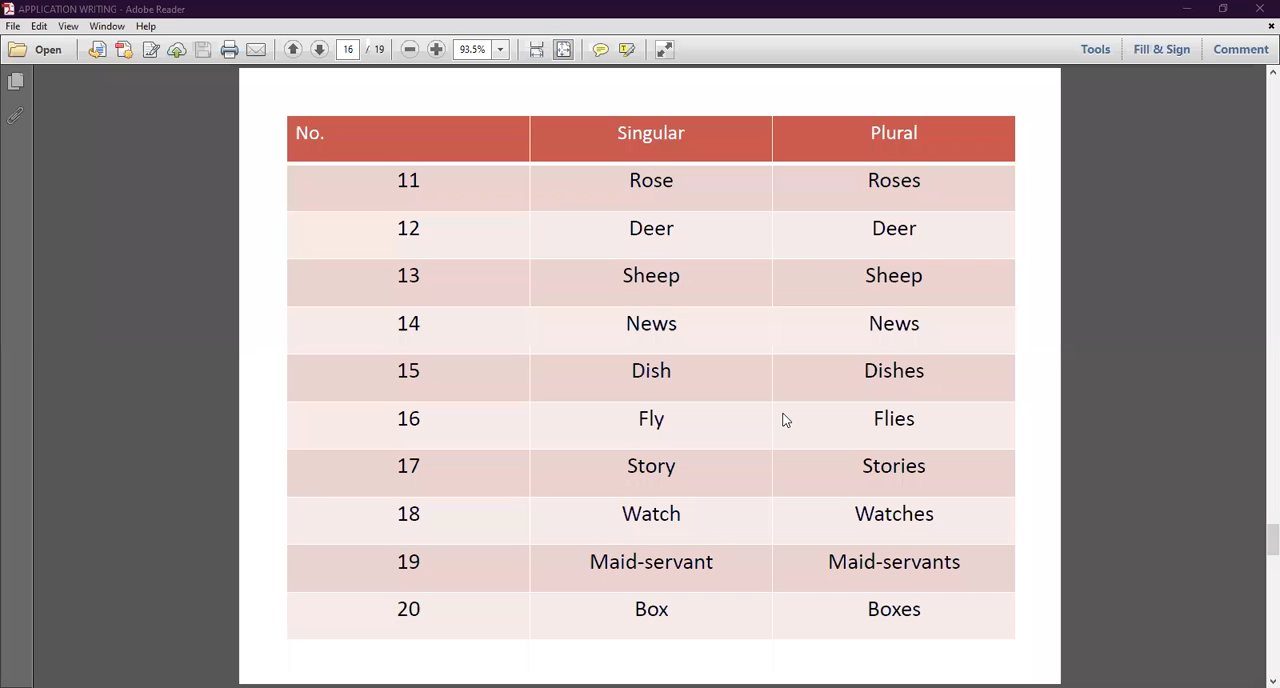 APPLICATION WRITING - Adobe Reader
File Edit View Window Help
Open 16 / 19 93.5% Tools Fill & Sign Comment
No. Singular Plural
11 Rose Roses
12 Deer Deer
13 Sheep Sheep
14 News News
15 Dish Dishes
16 Fly Flies
17 Story Stories
18 Watch Watches
19 Maid-servant Maid-servants
20 Box Boxes